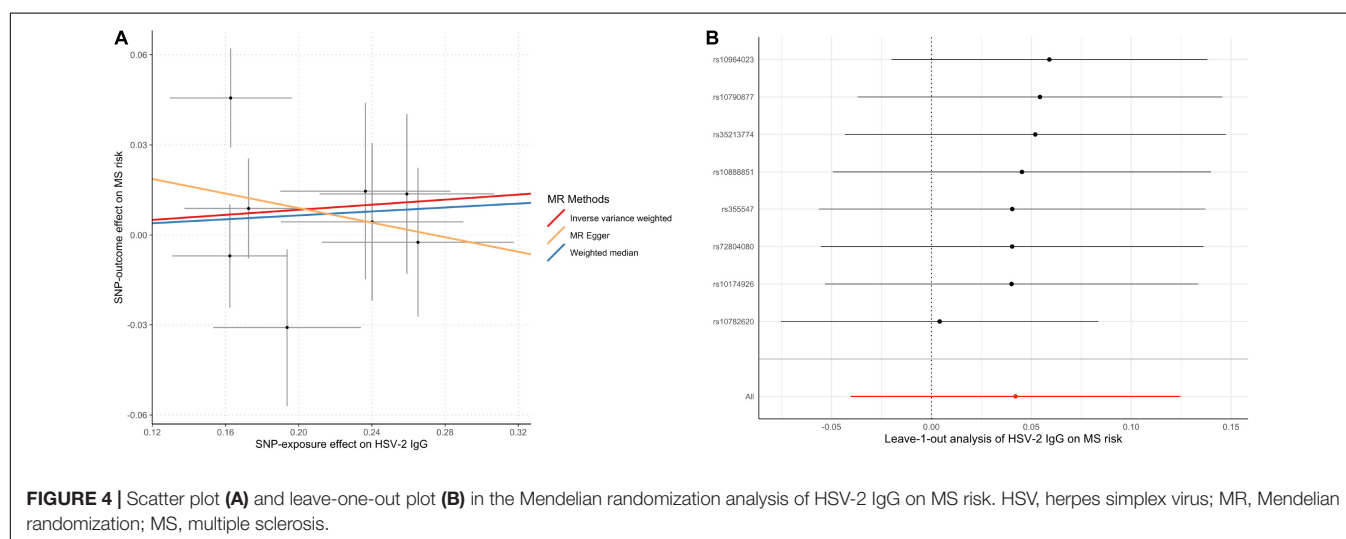 A
0.06
0.03
0.00
-0.03
-0.06
SNP-outcome effect on MS risk
0.12 0.16 0.20 0.24 0.28 0.32
SNP-exposure effect on HSV-2 IgG
MR Methods
Inverse variance weighted
MR Egger
Weighted median
B
rs10964023
rs10790877
rs35213774
rs10888851
rs355547
rs72804080
rs10174926
rs10782620
All
-0.05 0.00 0.05 0.10 0.15
Leave-1-out analysis of HSV-2 IgG on MS risk
FIGURE 4 | Scatter plot (A) and leave-one-out plot (B) in the Mendelian randomization analysis of HSV-2 IgG on MS risk. HSV, herpes simplex virus; MR, Mendelian
randomization; MS, multiple sclerosis.